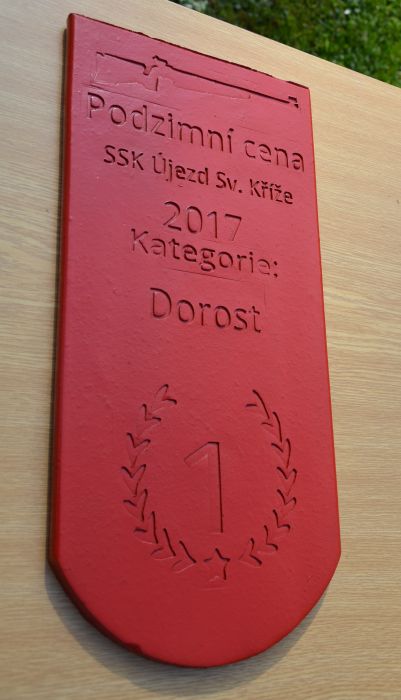 Podzimní cena
SSK Újezd Sv. Kříže
2017
Kategorie:
Dorost
1